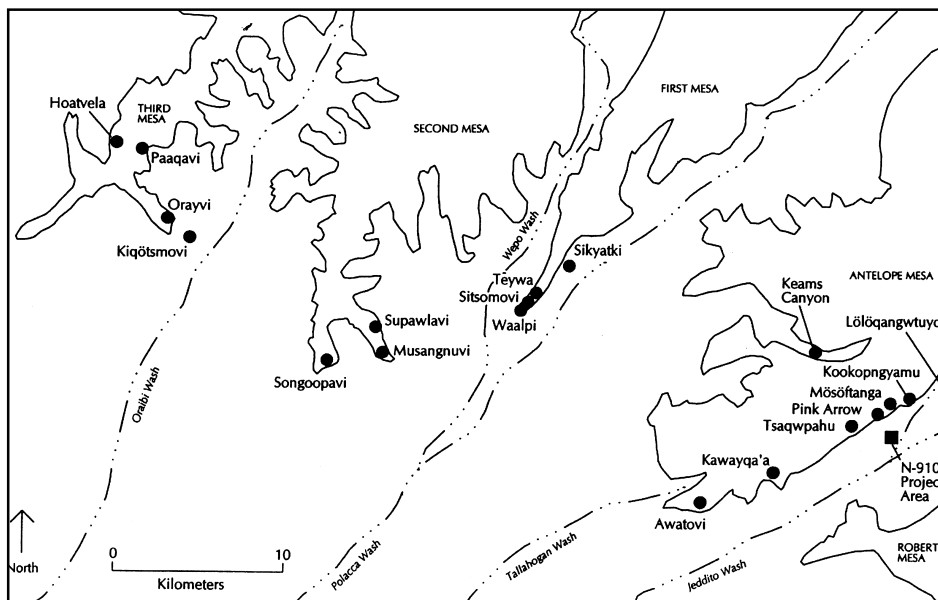 FIRST MESA
Hoatvela
THIRD
MESA
SECOND MESA
Paaqavi
Orayvi
Kiqötsmovi
Wepo Wash
Sikyatki
Teywa
Sitsomovi
Waalpi
ANTELOPE MESA
Keams
Canyon
Lölöqangwtuyq
Supawlavi
Musangnuvi
Songoopavi
Kookopngyamu
Mösöftanga
Pink Arrow
Tsaqwpahu
Oraibi Wash
Kawayqa'a
N-910
Projec
Area
Awatovi
North
0 10
Kilometers
Polacca Wash
Tallahogan Wash
Jeddito Wash
ROBERT
MESA